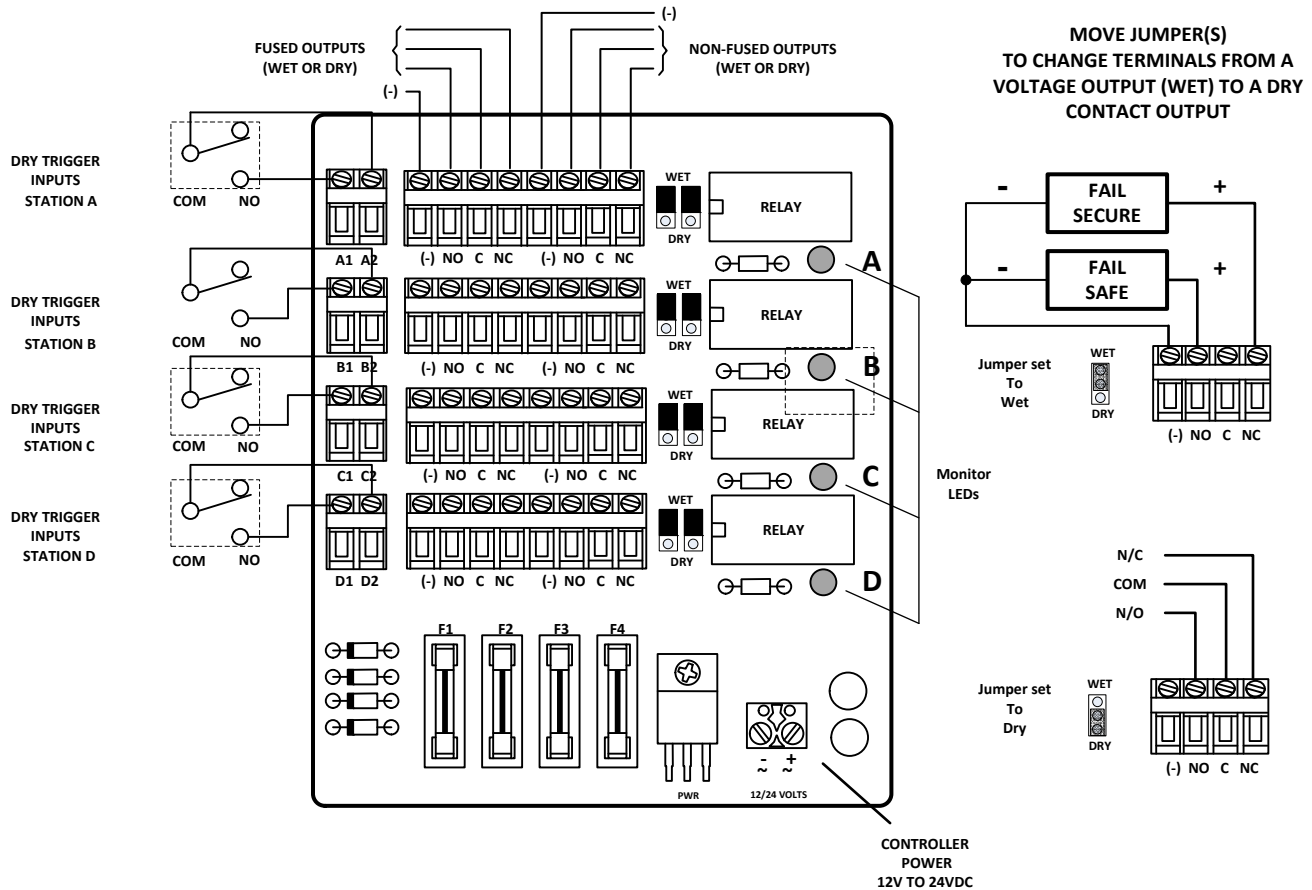 (-)
FUSED OUTPUTS
(WET OR DRY)
NON-FUSED OUTPUTS
(WET OR DRY)
(-)
MOVE JUMPER(S)
TO CHANGE TERMINALS FROM A
VOLTAGE OUTPUT (WET) TO A DRY
CONTACT OUTPUT
DRY TRIGGER
INPUTS
STATION A
COM NO
A1 A2
(-) NO C NC (-) NO C NC
WET
DRY
RELAY
A
DRY TRIGGER
INPUTS
STATION B
COM NO
B1 B2
(-) NO C NC (-) NO C NC
WET
DRY
RELAY
B
DRY TRIGGER
INPUTS
STATION C
COM NO
C1 C2
(-) NO C NC (-) NO C NC
WET
DRY
RELAY
C
DRY TRIGGER
INPUTS
STATION D
COM NO
D1 D2
(-) NO C NC (-) NO C NC
WET
DRY
RELAY
D
Monitor
LEDs
F1 F2 F3 F4
PWR
- +
~ ~
12/24 VOLTS
CONTROLLER
POWER
12V TO 24VDC
- FAIL SECURE +
- FAIL SAFE +
Jumper set
To
Wet
WET
DRY
(-) NO C NC
N/C
COM
N/O
Jumper set
To
Dry
WET
DRY
(-) NO C NC